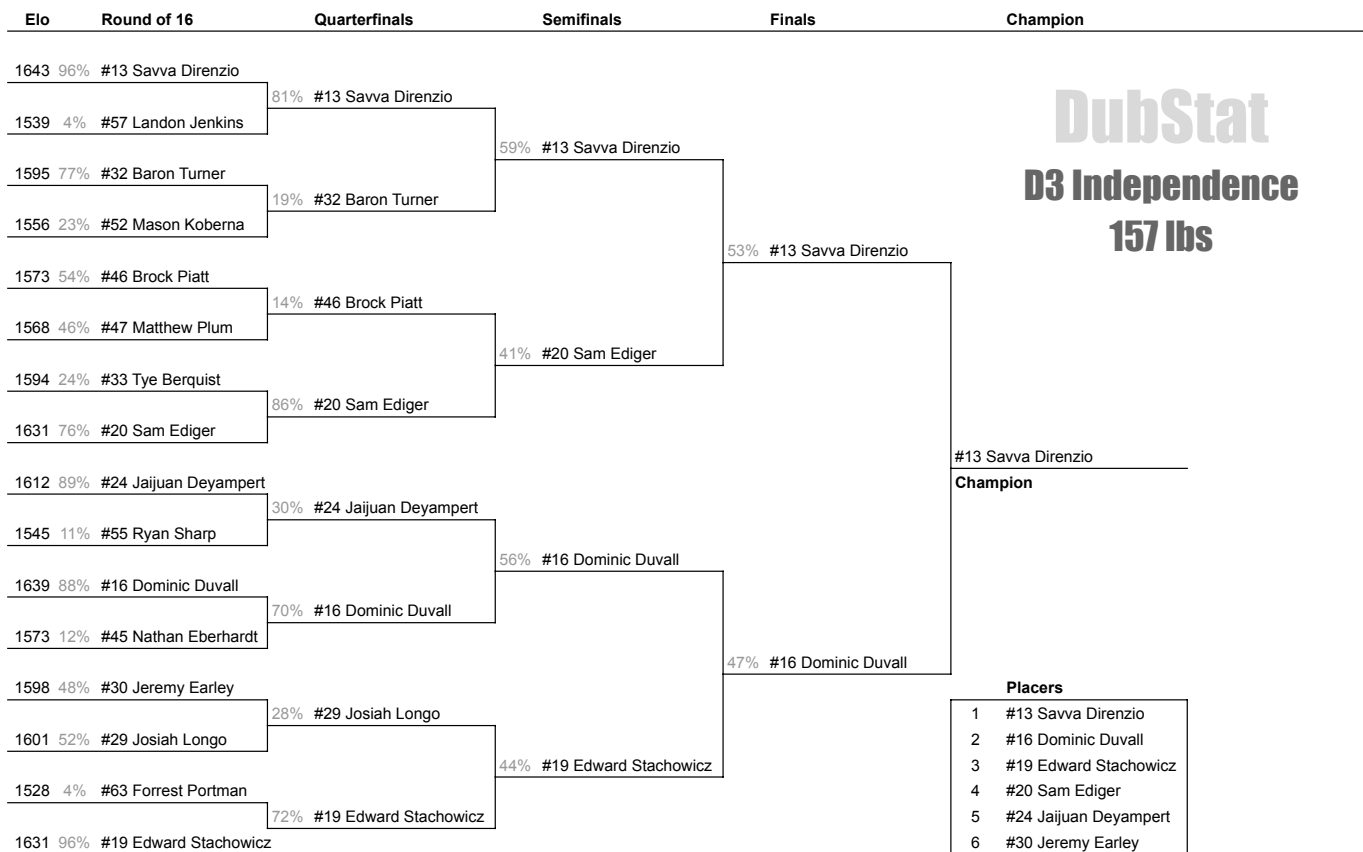 Elo Round of 16 Quarterfinals Semifinals Finals Champion
1643 96% #13 Savva Direnzio
81% #13 Savva Direnzio
1539 4% #57 Landon Jenkins
59% #13 Savva Direnzio
1595 77% #32 Baron Turner
19% #32 Baron Turner
1556 23% #52 Mason Koberna
53% #13 Savva Direnzio
1573 54% #46 Brock Piatt
14% #46 Brock Piatt
1568 46% #47 Matthew Plum
41% #20 Sam Ediger
1594 24% #33 Tye Berquist
86% #20 Sam Ediger
1631 76% #20 Sam Ediger
#13 Savva Direnzio
Champion
1612 89% #24 Jaijuan Deyampert
30% #24 Jaijuan Deyampert
1545 11% #55 Ryan Sharp
56% #16 Dominic Duvall
1639 88% #16 Dominic Duvall
70% #16 Dominic Duvall
1573 12% #45 Nathan Eberhardt
47% #16 Dominic Duvall
1598 48% #30 Jeremy Earley
28% #29 Josiah Longo
1601 52% #29 Josiah Longo
44% #19 Edward Stachowicz
1528 4% #63 Forrest Portman
72% #19 Edward Stachowicz
1631 96% #19 Edward Stachowicz
DubStat
D3 Independence
157 lbs
Placers
1 #13 Savva Direnzio
2 #16 Dominic Duvall
3 #19 Edward Stachowicz
4 #20 Sam Ediger
5 #24 Jaijuan Deyampert
6 #30 Jeremy Earley